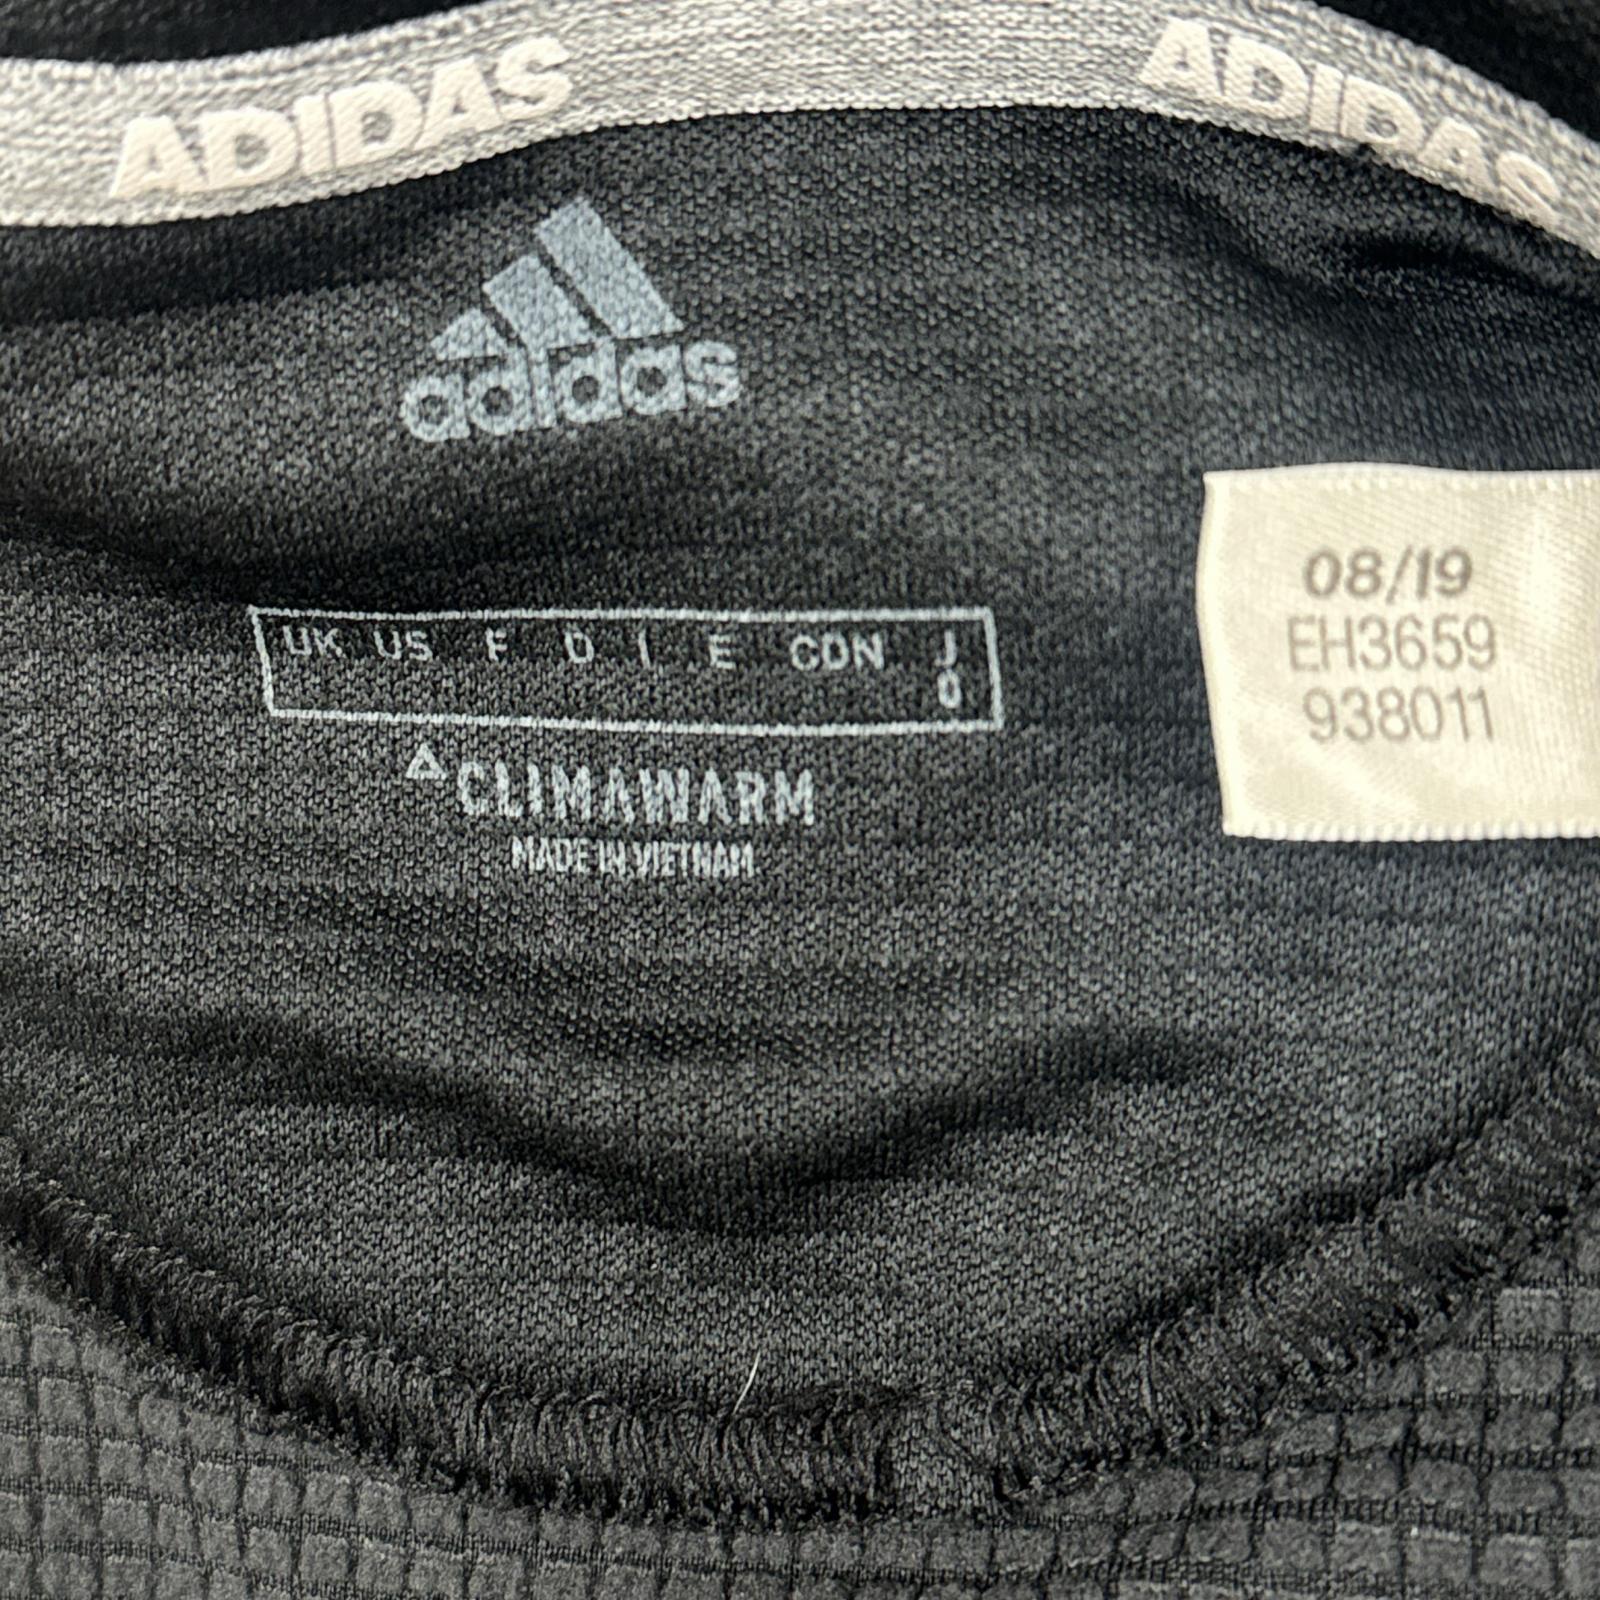 ADIDAS ADIDAS
adidas
UK US F D I E CDN J
O
CLIMAWARM
MADE IN VIETNAM
08/19
EH3659
938011